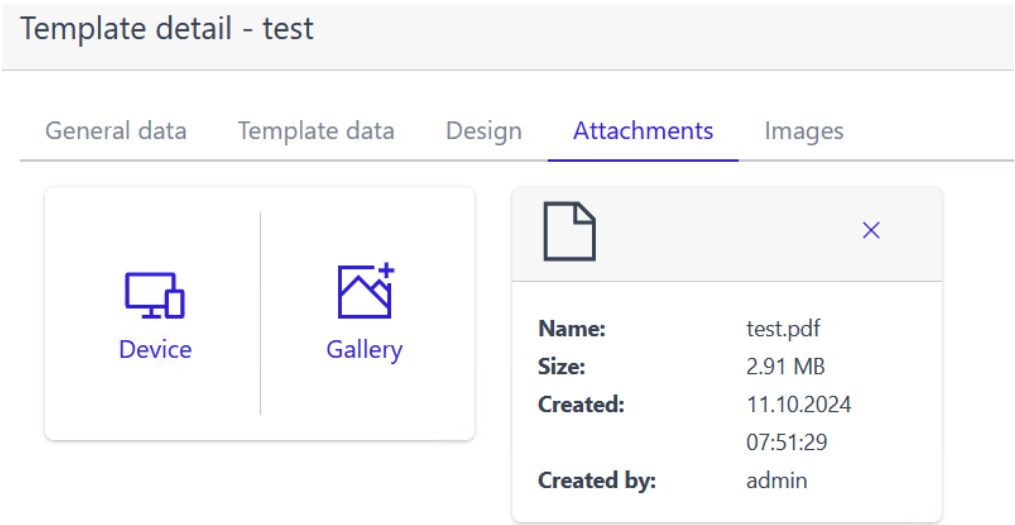 Template detail - test
General data Template data Design Attachments Images
Device Gallery
Name: test.pdf
Size: 2.91 MB
Created: 11.10.2024
07:51:29
Created by: admin